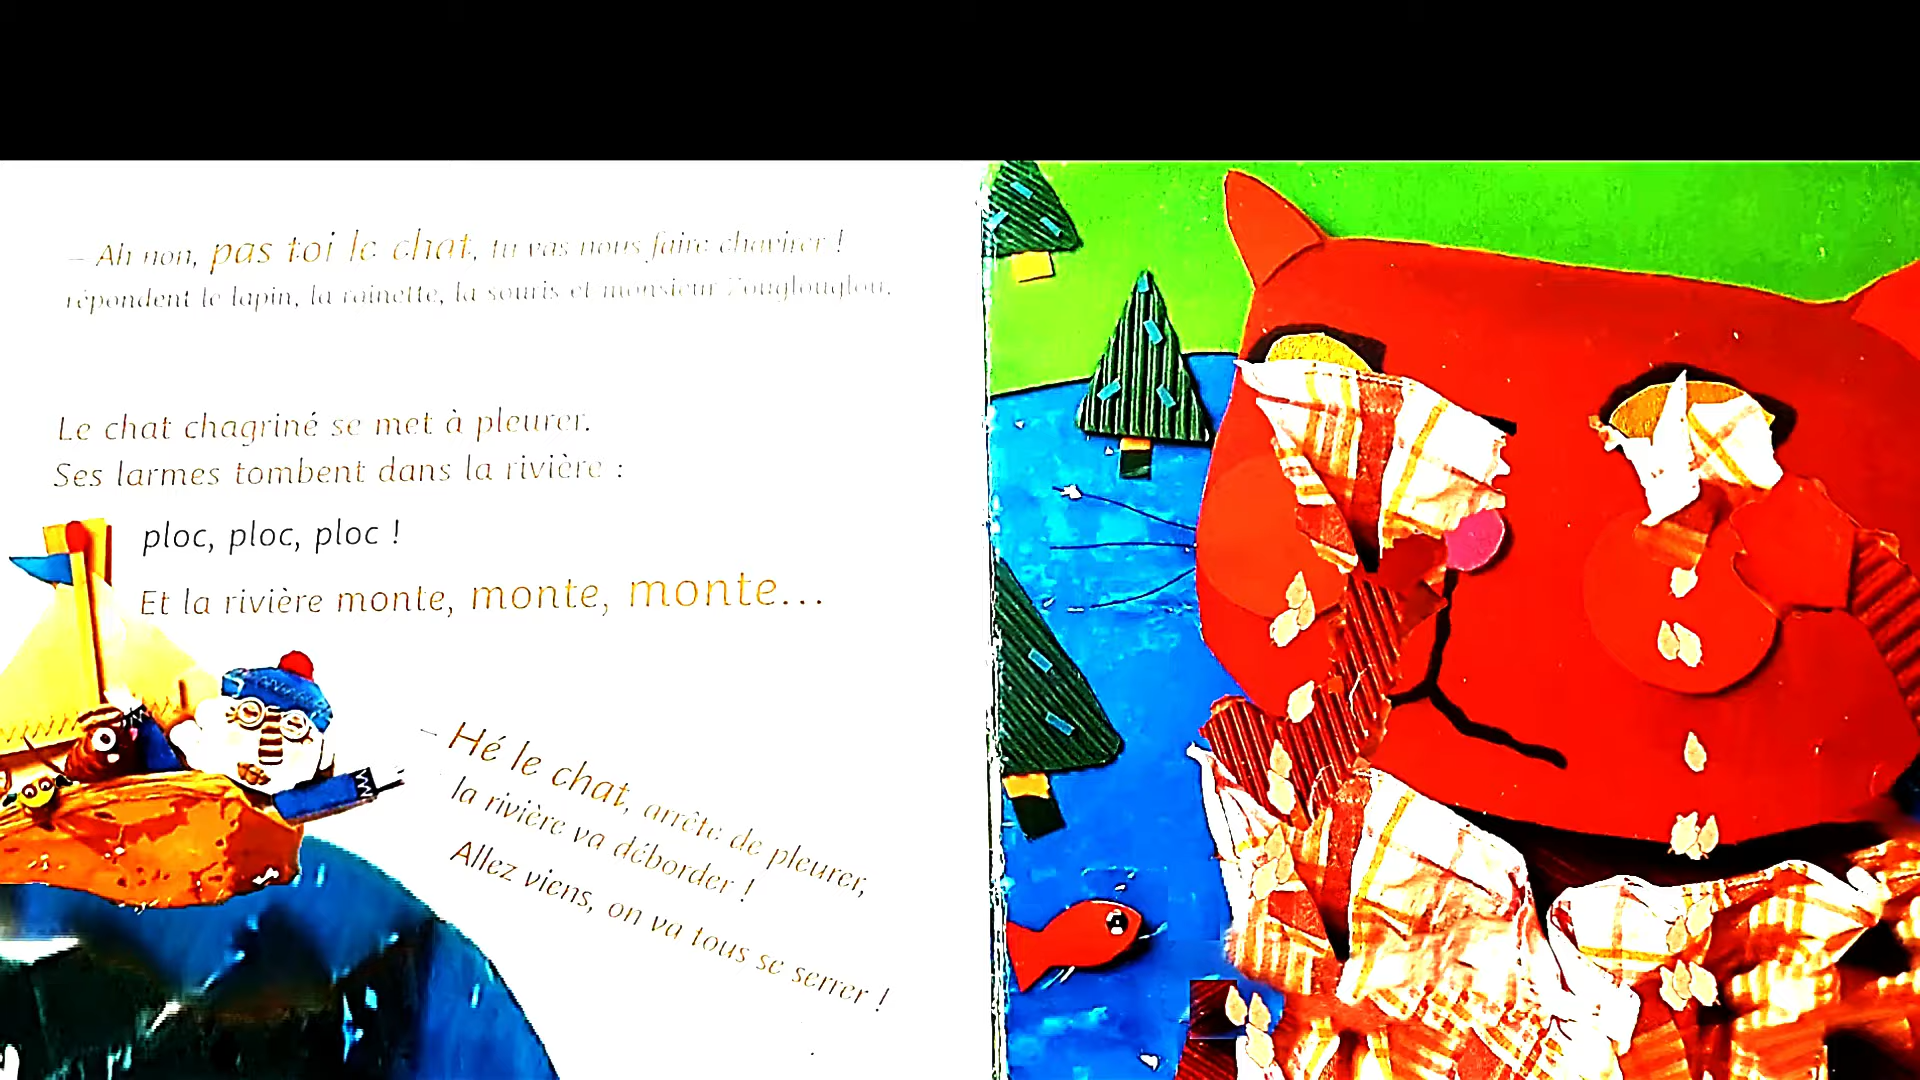 – Ah non, pas toi le chat, tu vas nous faire chavirer !
répondent le lapin, la rainette, la souris et monsieur Zouglouglou.
Le chat chagriné se met à pleurer.
Ses larmes tombent dans la rivière :
ploc, ploc, ploc !
Et la rivière monte, monte, monte...
– Hé le chat, arrête de pleurer,
la rivière va déborder !
Allez viens, on va tous se serrer !